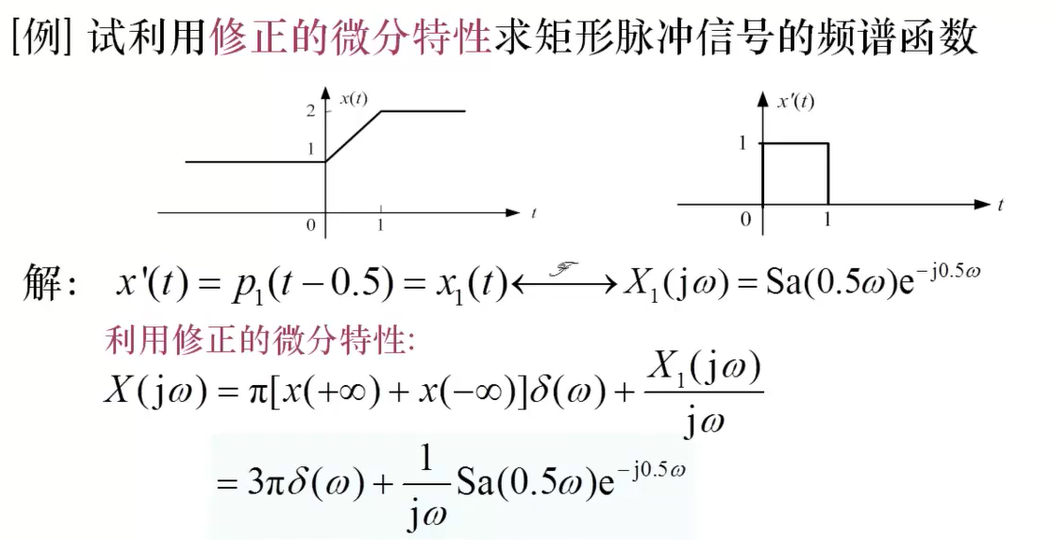 [例] 试利用修正的微分特性求矩形脉冲信号的频谱函数
x(t)
2
1
0
1
t
x'(t)
1
0
1
t
解： x'(t) = p₁(t − 0.5) = x₁(t) ⟷ℱ X₁(jω) = Sa(0.5ω)e^{−j0.5ω}
利用修正的微分特性:
X(jω) = π[x(+∞) + x(−∞)]δ(ω) + X₁(jω)/jω
= 3πδ(ω) + 1/jω Sa(0.5ω)e^{−j0.5ω}